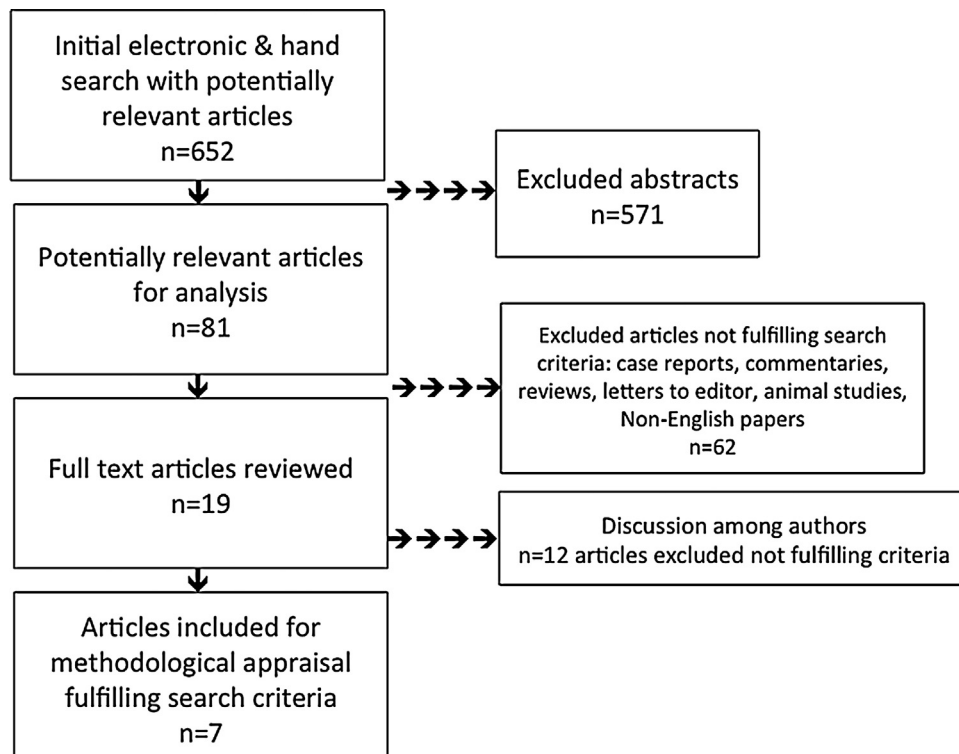 Initial electronic & hand
search with potentially
relevant articles
n=652
Excluded abstracts
n=571
Potentially relevant articles
for analysis
n=81
Excluded articles not fulfilling search
criteria: case reports, commentaries,
reviews, letters to editor, animal studies,
Non-English papers
n=62
Full text articles reviewed
n=19
Discussion among authors
n=12 articles excluded not fulfilling criteria
Articles included for
methodological appraisal
fulfilling search criteria
n=7